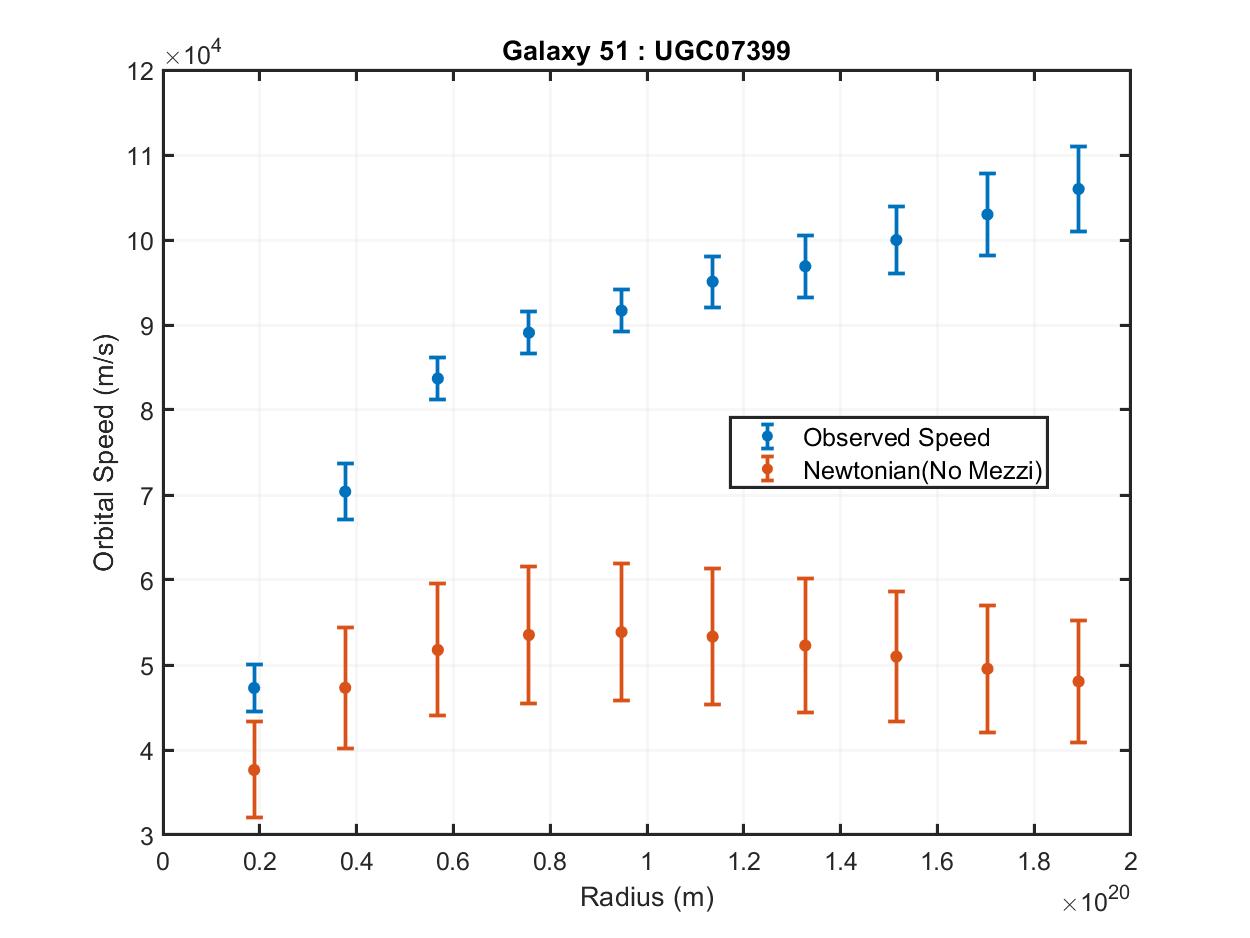 Galaxy 51 : UGC07399
×10⁴
12
11
10
9
8
7
6
5
4
3
Orbital Speed (m/s)
Observed Speed
Newtonian(No Mezzi)
0 0.2 0.4 0.6 0.8 1 1.2 1.4 1.6 1.8 2
Radius (m)
×10²⁰